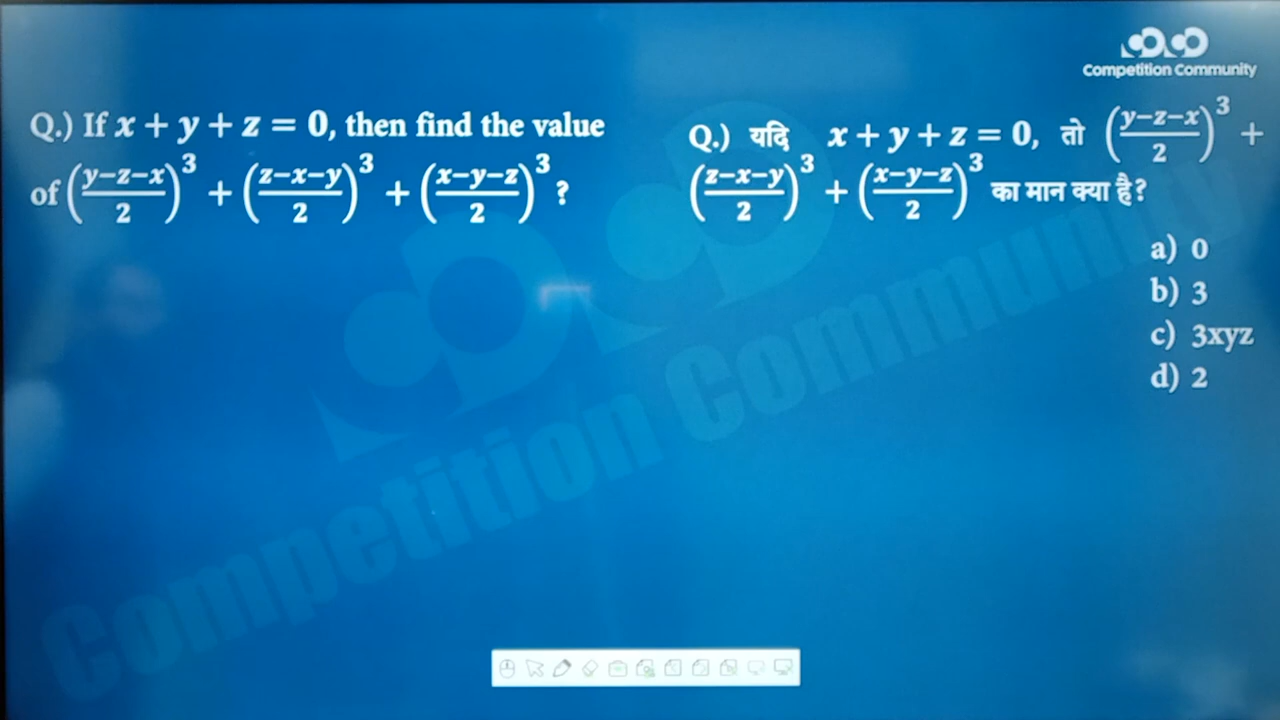 Competition Community
Q.) If x + y + z = 0, then find the value
of ((y−z−x)/2)³ + ((z−x−y)/2)³ + ((x−y−z)/2)³ ?
Q.) यदि x + y + z = 0, तो ((y−z−x)/2)³ +
((z−x−y)/2)³ + ((x−y−z)/2)³ का मान क्या है?
a) 0
b) 3
c) 3xyz
d) 2
Competition Community